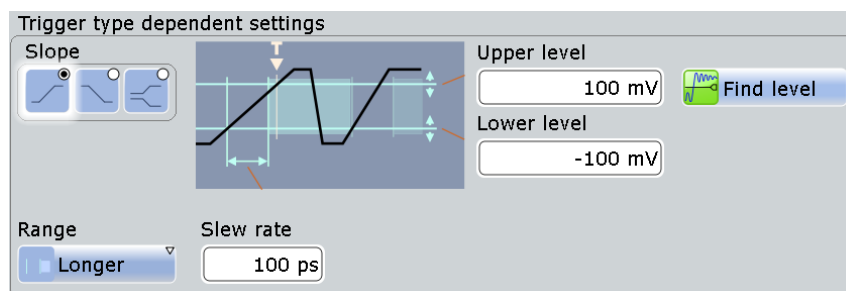 Trigger type dependent settings
Slope
T
Upper level
100 mV
Find level
Lower level
-100 mV
Range
Slew rate
Longer
100 ps